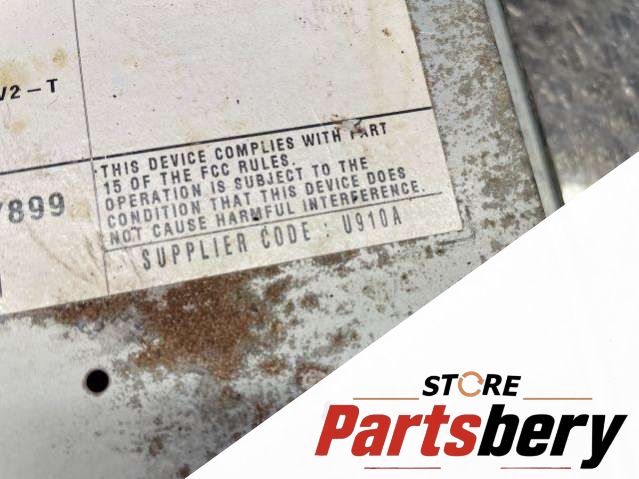 V2-T
THIS DEVICE COMPLIES WITH PART
15 OF THE FCC RULES.
OPERATION IS SUBJECT TO THE
CONDITION THAT THIS DEVICE DOES
NOT CAUSE HARMFUL INTERFERENCE.
7899
SUPPLIER CODE : U910A
STORE
Partsbery